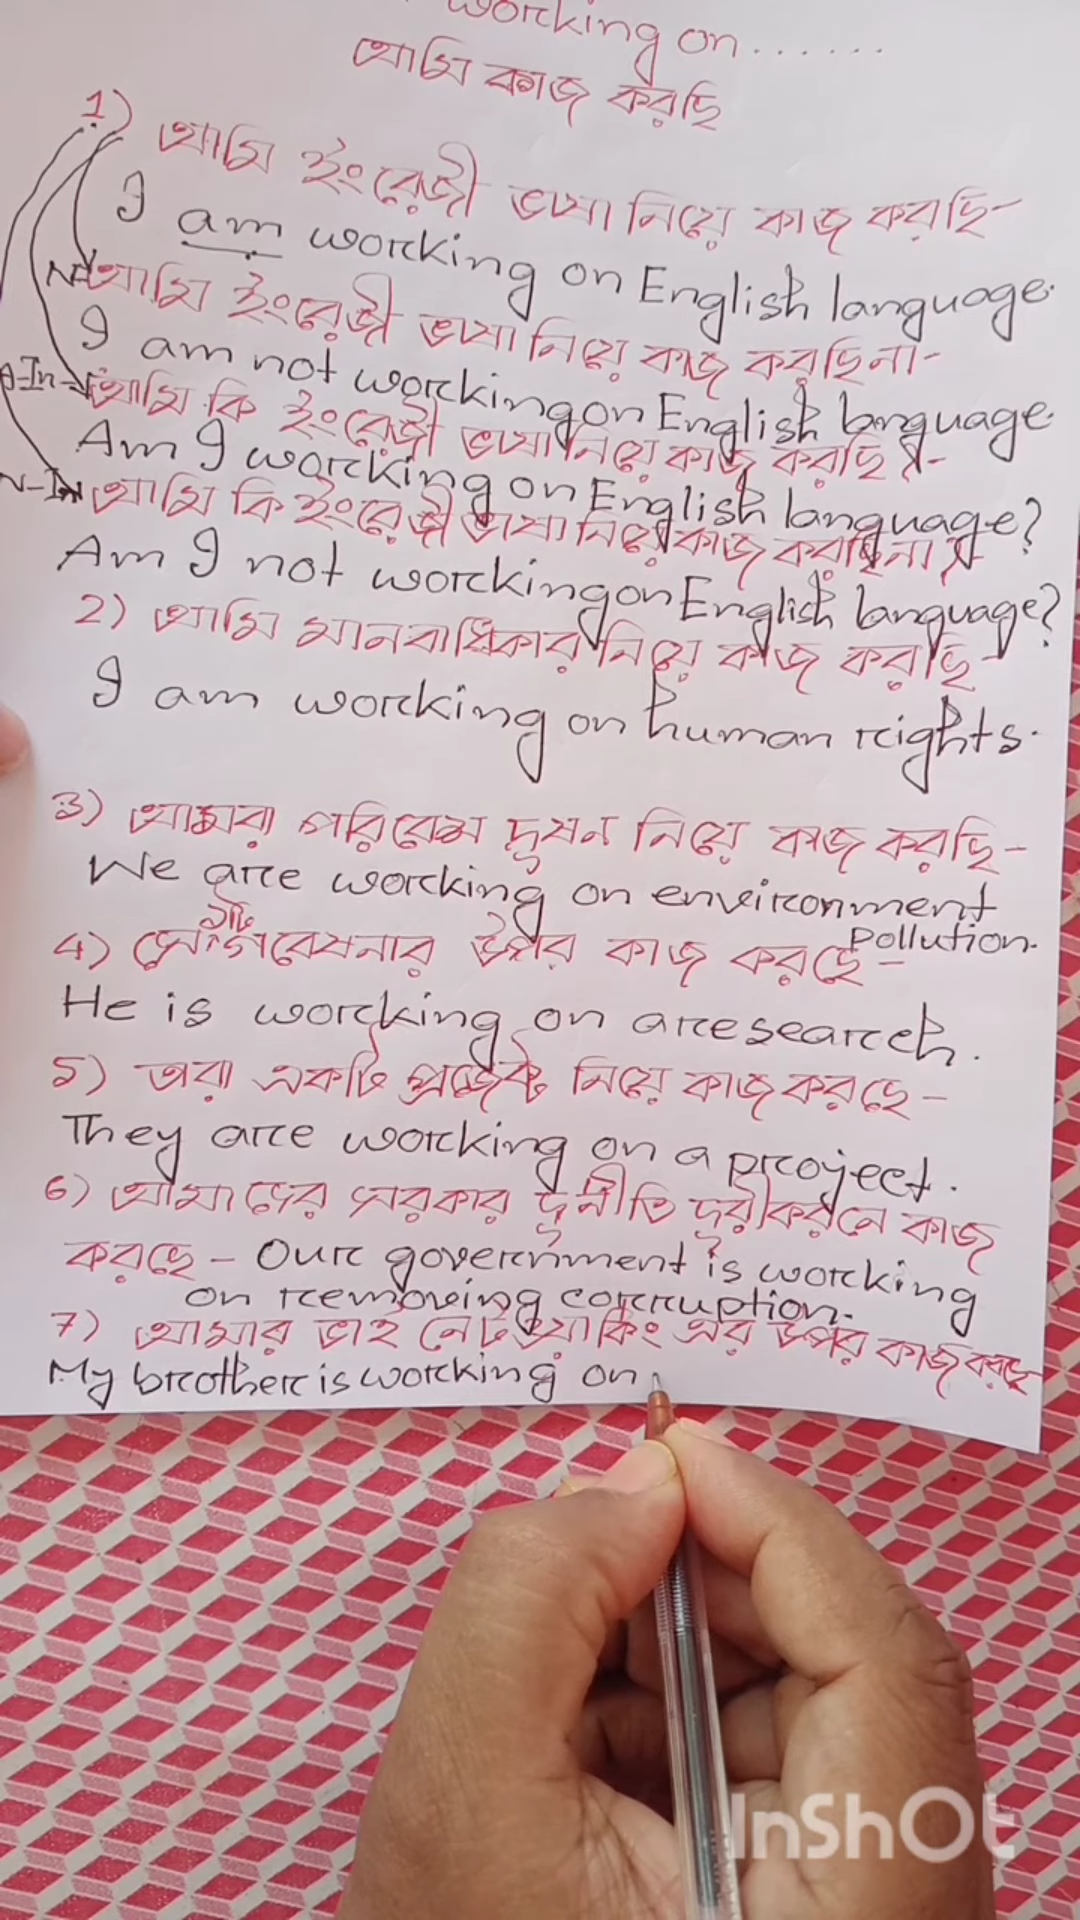 working on.......
আমি কাজ করছি
1) আমি ইংরেজী ভাষা নিয়ে কাজ করছি-
I am working on English language.
আমি ইংরেজী ভাষা নিয়ে কাজ করছিনা-
I am not working on English language.
আমি কি ইংরেজী ভাষা নিয়ে কাজ করছি?-
Am I working on English language?
N-In আমি কি ইংরেজী ভাষা নিয়ে কাজ করছিনা?
Am I not working on English language?
2) আমি মানবাধিকার নিয়ে কাজ করছি-
I am working on human rights.
3) আমরা পরিবেশ দূষন নিয়ে কাজ করছি-
We are working on environment
pollution.
4) সে একটি গবেষনার উপর কাজ করছে-
He is working on a research.
5) তারা একটি প্রজেক্ট নিয়ে কাজ করছে-
They are working on a project.
6) আমাদের সরকার দূর্নীতি দূরীকরনে কাজ
করছে- Our government is working
on removing corruption.
7) আমার ভাই নেটওয়ার্কিং এর উপর কাজ করছে
My brother is working on
InShOt